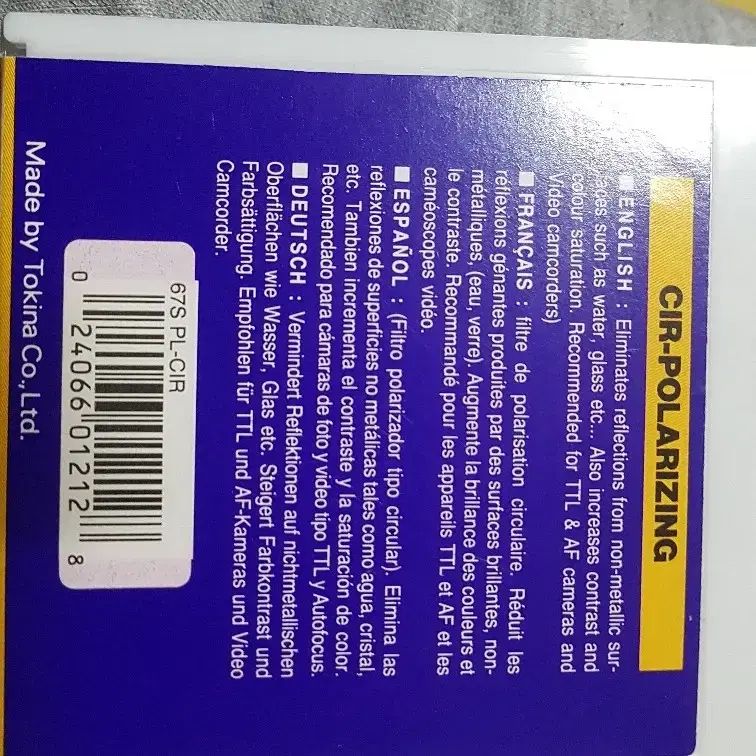 CIR-POLARIZING
■ ENGLISH : Eliminates reflections from non-metallic sur-
faces such as water, glass etc... Also increases contrast and
colour saturation. Recommended for TTL & AF cameras and
Video camcorders)
■ FRANÇAIS : filtre de polarisation circulaire. Réduit les
réflexions génantes produites par des surfaces brillantes, non-
métalliques, (eau, verre). Augmente la brillance des couleurs et
le contraste. Recommandé pour les appareils TTL et AF et les
caméoscopes vidéo.
■ ESPAÑOL : (Filtro polarizador tipo circular). Elimina las
reflexiones de superficies no metálicas tales como agua, cristal,
etc. Tambien incrementa el contraste y la saturación de color.
Recomendado para cámaras de foto y video tipo TTL y Autofocus.
■ DEUTSCH : Vermindert Reflektionen auf nichtmetallischen
Oberflächen wie Wasser, Glas etc. Steigert Farbkontrast und
Farbsättigung. Empfohlen für TTL und AF-Kameras und Video
Camcorder.
67S PL-CIR
0 24066 01212 8
Made by Tokina Co., Ltd.